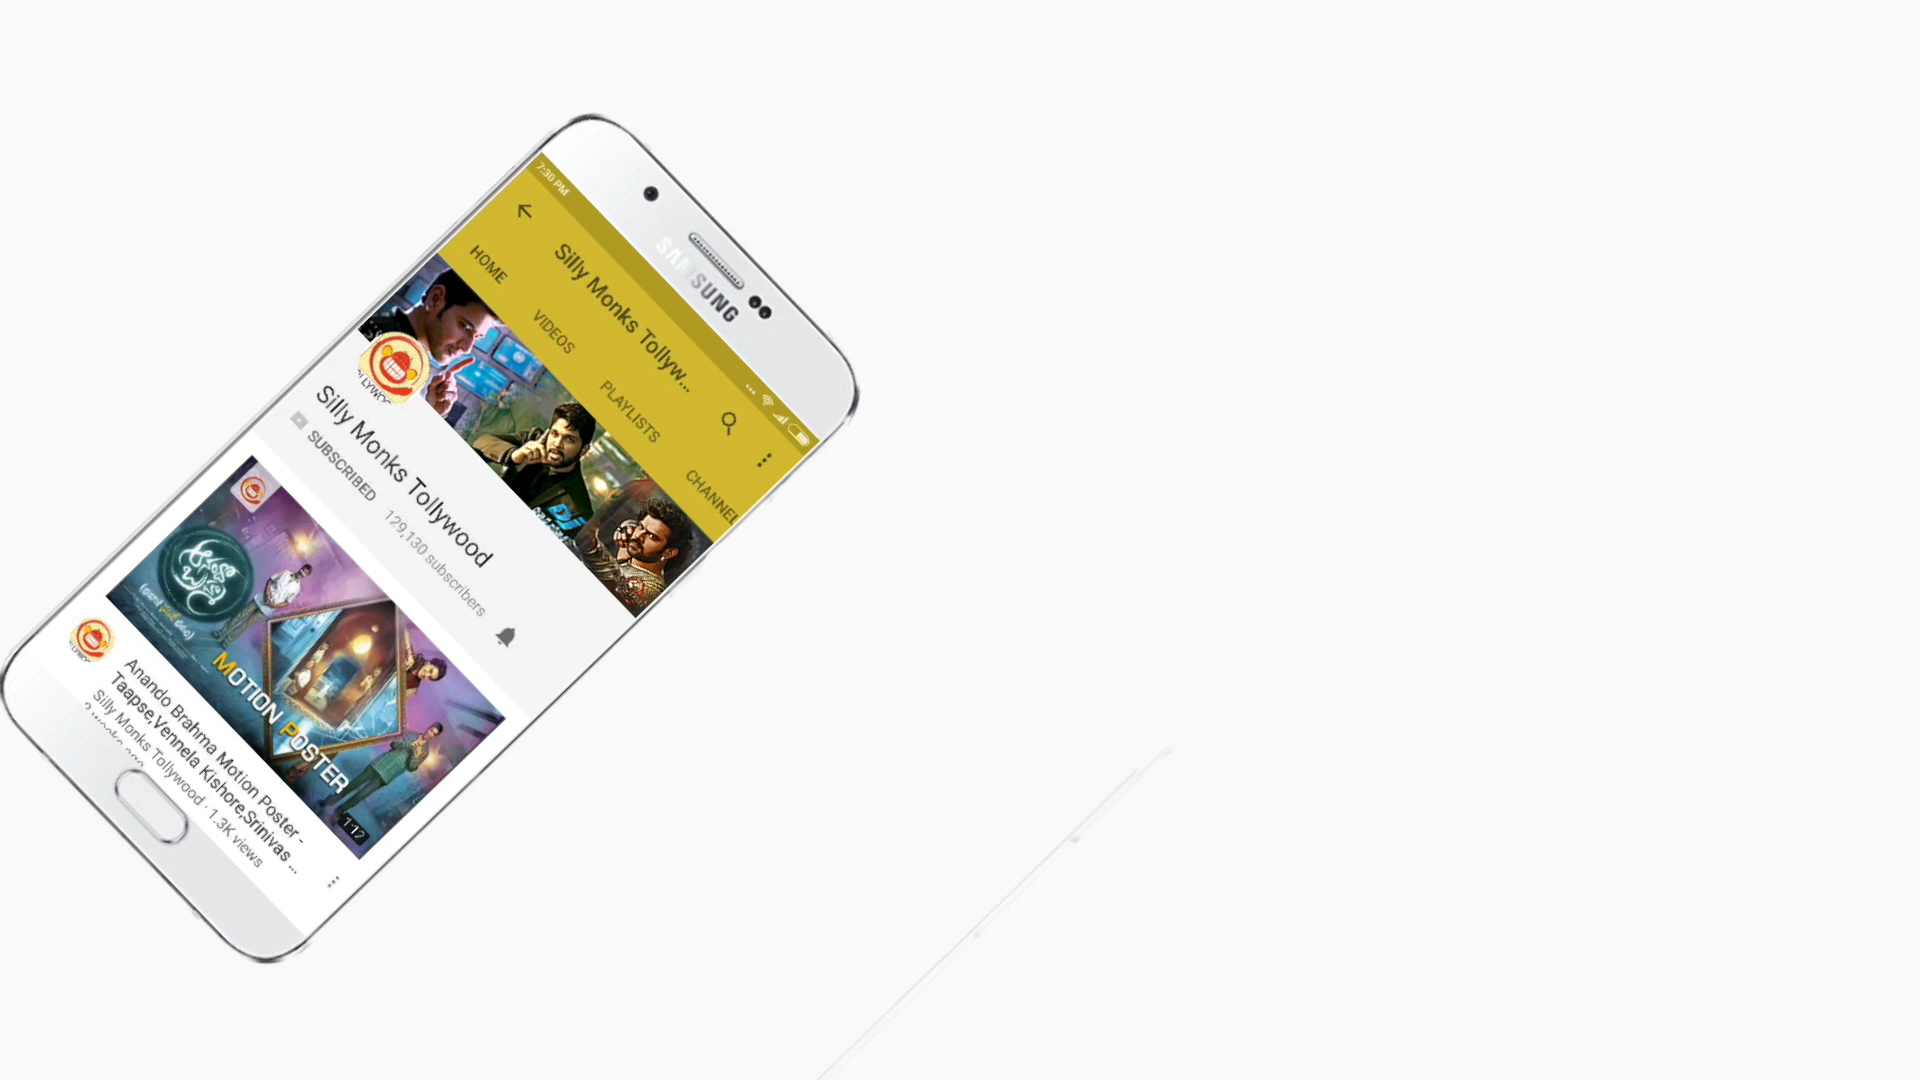 SAMSUNG
7:30 PM
Silly Monks Tollyw...
HOME
VIDEOS
PLAYLISTS
CHANNEL
DJ
Silly Monks Tollywood
SUBSCRIBED
129,130 subscribers
MOTION POSTER
1:12
Anando Brahma Motion Poster -
Taapse,Vennela Kishore,Srinivas ...
Silly Monks Tollywood · 1.3K views